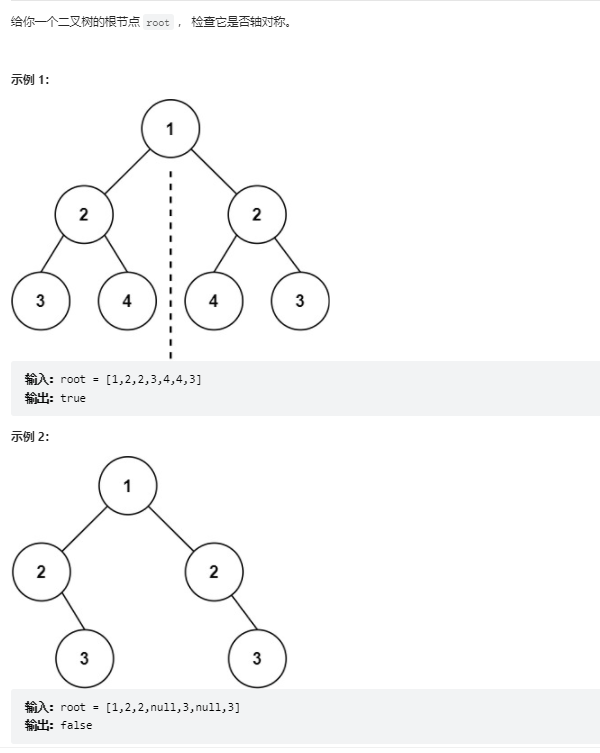 给你一个二叉树的根节点 root ， 检查它是否轴对称。
示例 1：
1
2 2
3 4 4 3
输入：root = [1,2,2,3,4,4,3]
输出：true
示例 2：
1
2 2
3 3
输入：root = [1,2,2,null,3,null,3]
输出：false